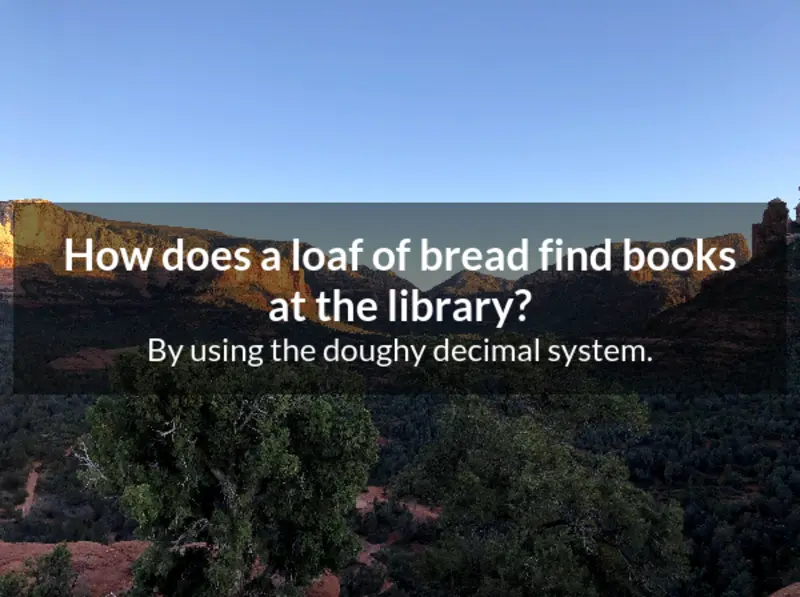 How does a loaf of bread find books
at the library?
By using the doughy decimal system.